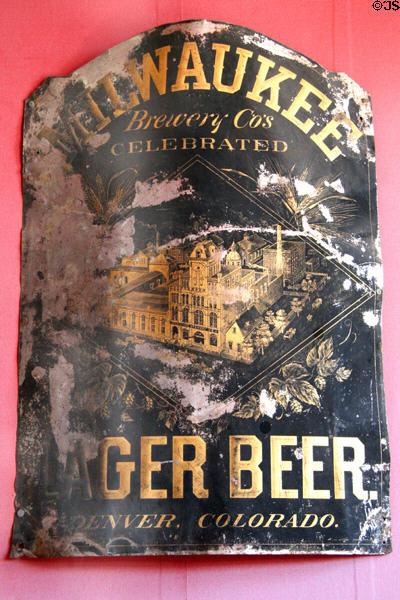 © JS
MILWAUKEE
Brewery Co's
CELEBRATED
LAGER BEER.
DENVER, COLORADO.